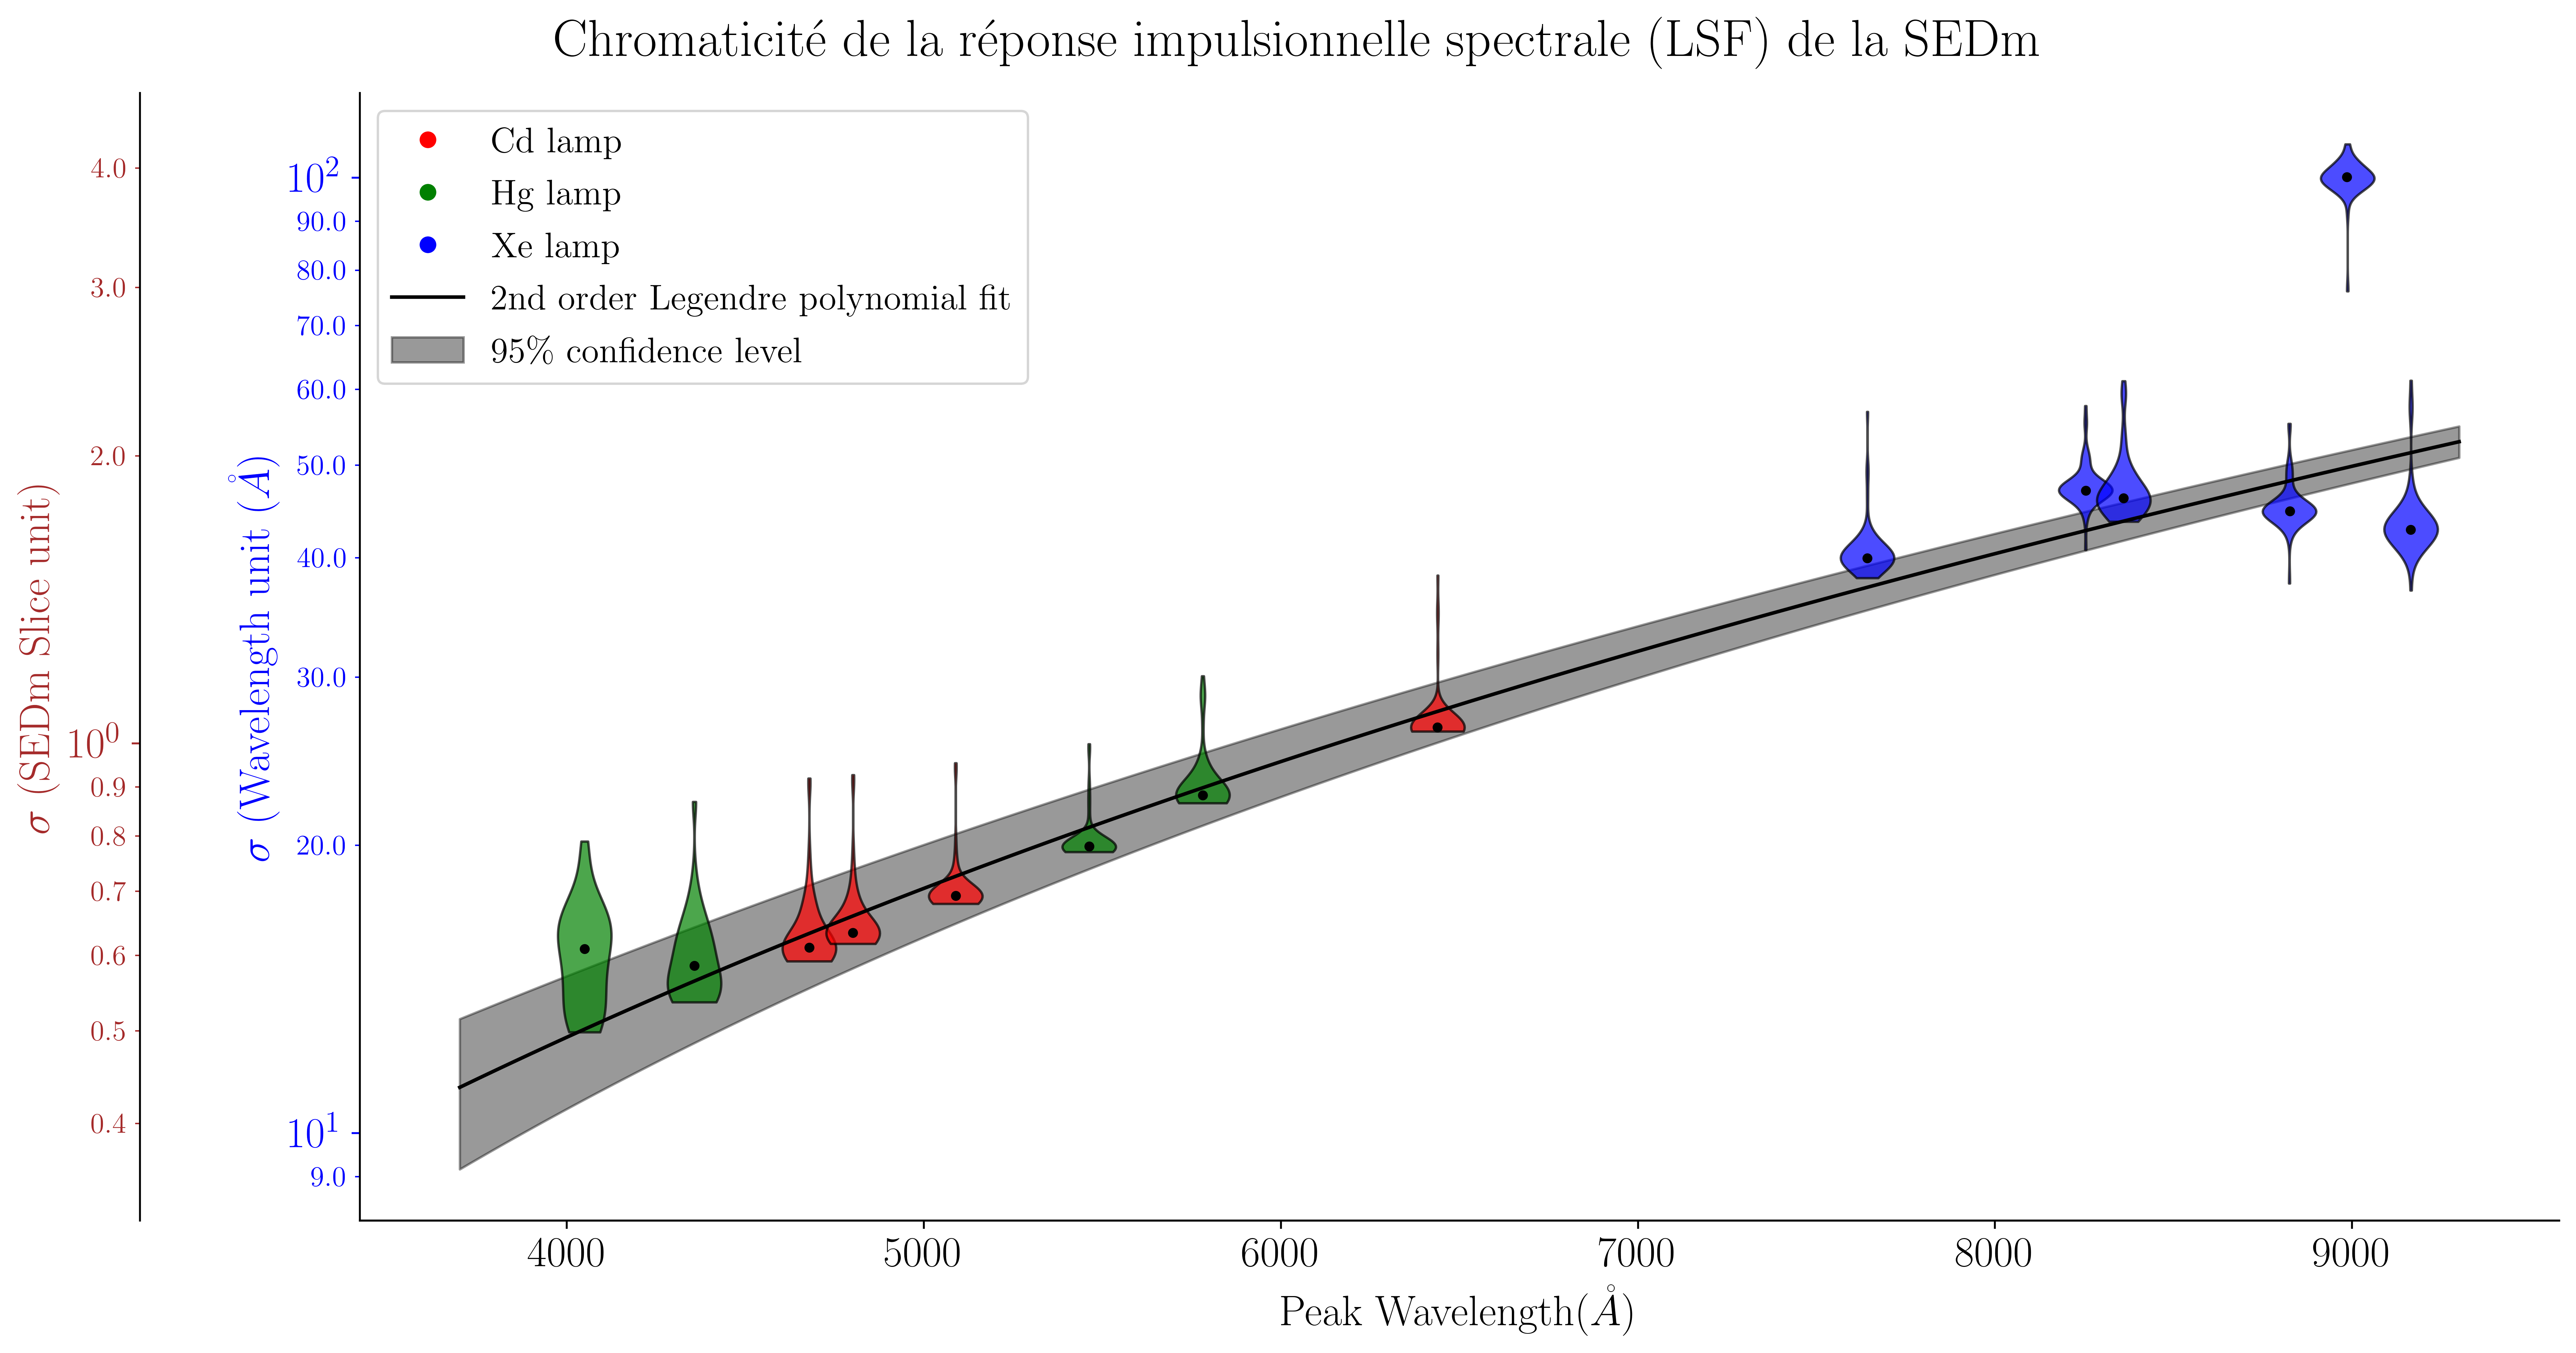 Chromaticité de la réponse impulsionnelle spectrale (LSF) de la SEDm
Cd lamp
Hg lamp
Xe lamp
2nd order Legendre polynomial fit
95% confidence level
σ (SEDm Slice unit)
4.0
3.0
2.0
10⁰
0.9
0.8
0.7
0.6
0.5
0.4
σ (Wavelength unit (Å)
10²
90.0
80.0
70.0
60.0
50.0
40.0
30.0
20.0
10¹
9.0
4000 5000 6000 7000 8000 9000
Peak Wavelength(Å)